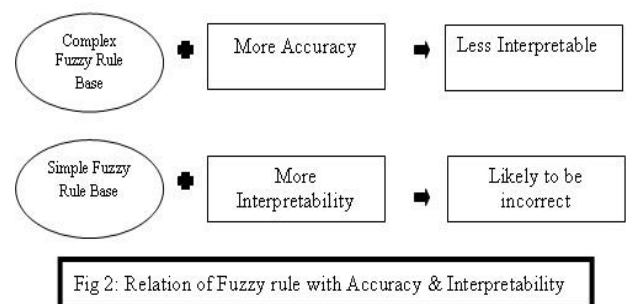 Complex
Fuzzy Rule
Base
More Accuracy
Less Interpretable
Simple Fuzzy
Rule Base
More
Interpretability
Likely to be
incorrect
Fig 2: Relation of Fuzzy rule with Accuracy & Interpretability